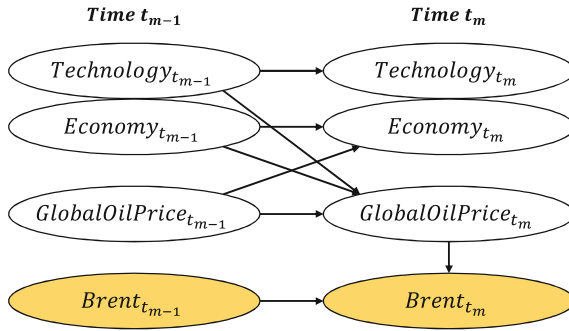 Time t_{m−1} Time t_m
Technology_{t_{m−1}} Technology_{t_m}
Economy_{t_{m−1}} Economy_{t_m}
GlobalOilPrice_{t_{m−1}} GlobalOilPrice_{t_m}
Brent_{t_{m−1}} Brent_{t_m}